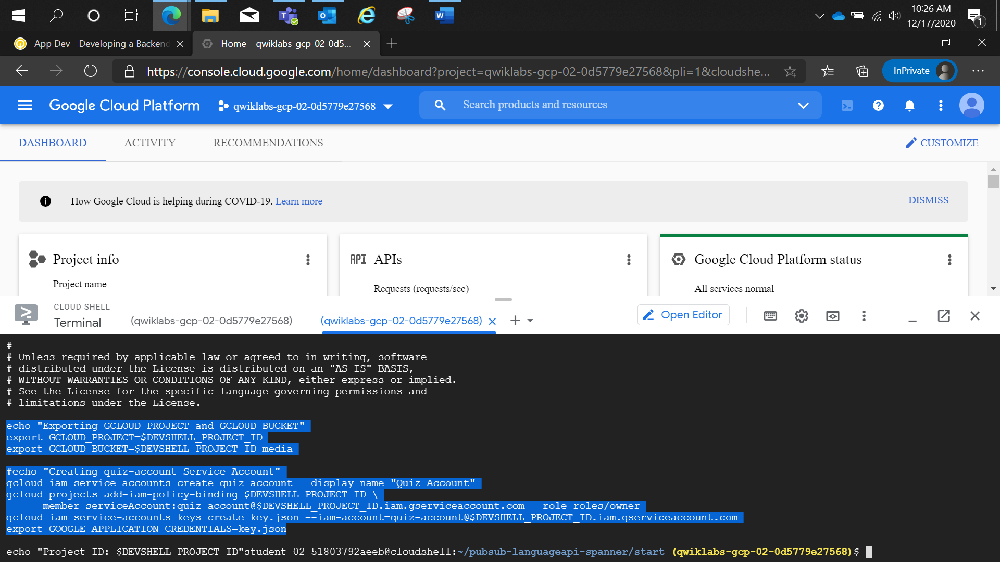 10:26 AM
12/17/2020
1
App Dev - Developing a Backend
Home – qwiklabs-gcp-02-0d5...
https://console.cloud.google.com/home/dashboard?project=qwiklabs-gcp-02-0d5779e27568&pli=1&cloudshe...
InPrivate
Google Cloud Platform
qwiklabs-gcp-02-0d5779e27568
Search products and resources
DASHBOARD
ACTIVITY
RECOMMENDATIONS
CUSTOMIZE
How Google Cloud is helping during COVID-19. Learn more
DISMISS
Project info
Project name
API APIs
Requests (requests/sec)
Google Cloud Platform status
All services normal
CLOUD SHELL
Terminal
(qwiklabs-gcp-02-0d5779e27568)
(qwiklabs-gcp-02-0d5779e27568)
Open Editor
#
# Unless required by applicable law or agreed to in writing, software
# distributed under the License is distributed on an "AS IS" BASIS,
# WITHOUT WARRANTIES OR CONDITIONS OF ANY KIND, either express or implied.
# See the License for the specific language governing permissions and
# limitations under the License.
echo "Exporting GCLOUD_PROJECT and GCLOUD_BUCKET"
export GCLOUD_PROJECT=$DEVSHELL_PROJECT_ID
export GCLOUD_BUCKET=$DEVSHELL_PROJECT_ID-media
#echo "Creating quiz-account Service Account"
gcloud iam service-accounts create quiz-account --display-name "Quiz Account"
gcloud projects add-iam-policy-binding $DEVSHELL_PROJECT_ID \
--member serviceAccount:quiz-account@$DEVSHELL_PROJECT_ID.iam.gserviceaccount.com --role roles/owner
gcloud iam service-accounts keys create key.json --iam-account=quiz-account@$DEVSHELL_PROJECT_ID.iam.gserviceaccount.com
export GOOGLE_APPLICATION_CREDENTIALS=key.json
echo "Project ID: $DEVSHELL_PROJECT_ID"student_02_51803792aeeb@cloudshell:~/pubsub-languageapi-spanner/start (qwiklabs-gcp-02-0d5779e27568)$